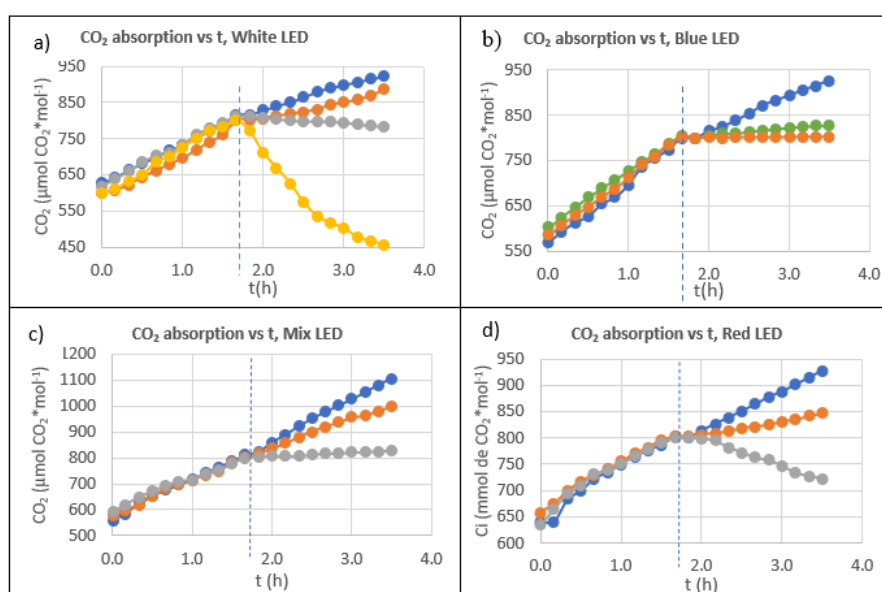 a)
CO₂ absorption vs t, White LED
CO₂ (µmol CO₂*mol⁻¹)
950
850
750
650
550
450
0.0 1.0 2.0 3.0 4.0
t(h)
b)
CO₂ absorption vs t, Blue LED
CO₂ (µmol CO₂*mol⁻¹)
950
850
750
650
550
0.0 1.0 2.0 3.0 4.0
t(h)
c)
CO₂ absorption vs t, Mix LED
CO₂ (µmol CO₂*mol⁻¹)
1200
1100
1000
900
800
700
600
500
0.0 1.0 2.0 3.0 4.0
t (h)
d)
CO₂ absorption vs t, Red LED
Ci (mmol de CO₂*mol⁻¹)
950
900
850
800
750
700
650
600
0.0 1.0 2.0 3.0 4.0
t (h)